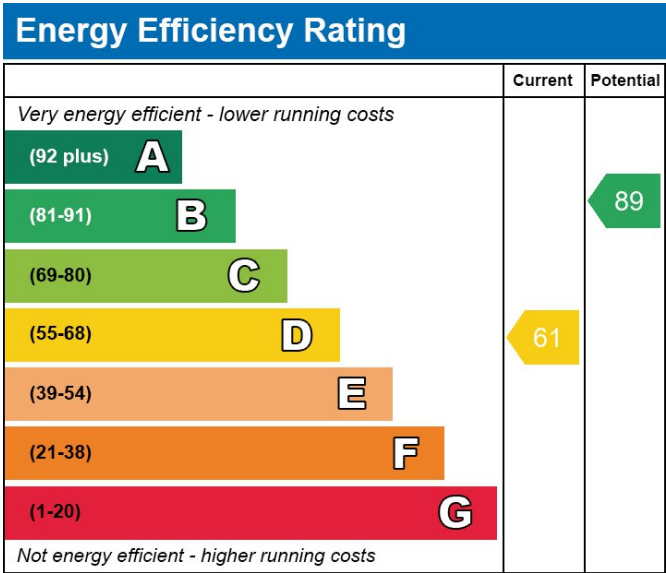 Energy Efficiency Rating
Current Potential
Very energy efficient - lower running costs
(92 plus) A
(81-91) B
89
(69-80) C
(55-68) D
61
(39-54) E
(21-38) F
(1-20) G
Not energy efficient - higher running costs